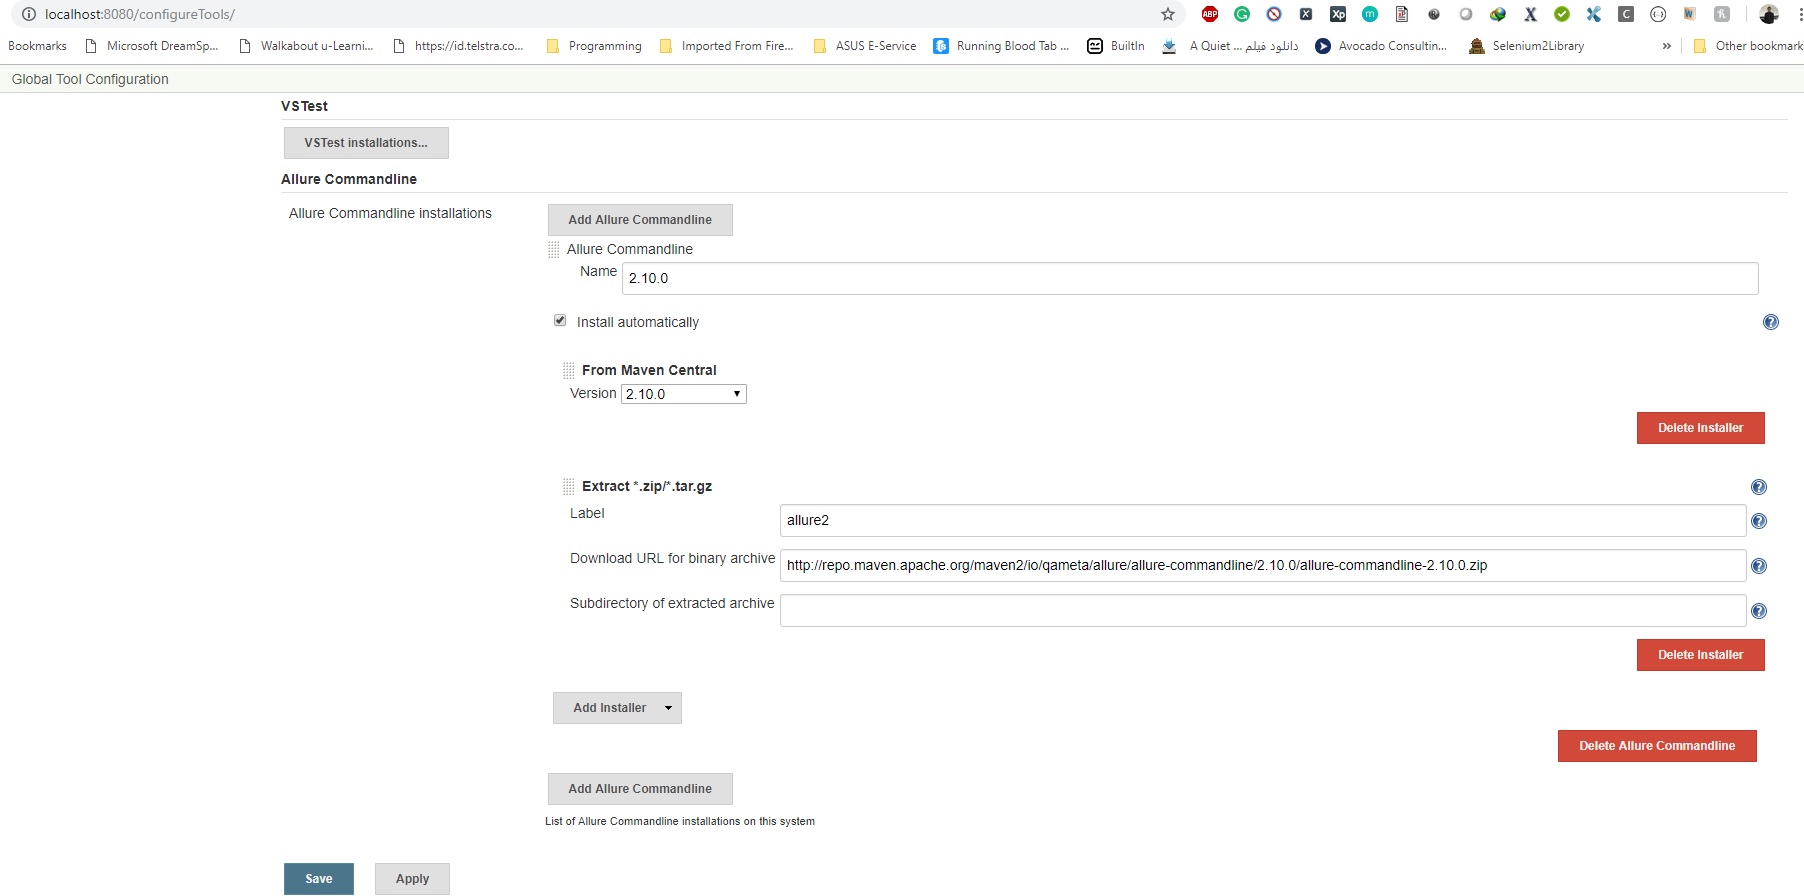 localhost:8080/configureTools/
Bookmarks Microsoft DreamSp... Walkabout u-Learni... https://id.telstra.co... Programming Imported From Fire... ASUS E-Service Running Blood Tab ... BuiltIn دانلود فیلم A Quiet ... Avocado Consultin... Selenium2Library » Other bookmark
Global Tool Configuration
VSTest
VSTest installations...
Allure Commandline
Allure Commandline installations
Add Allure Commandline
Allure Commandline
Name 2.10.0
Install automatically
From Maven Central
Version 2.10.0
Delete Installer
Extract *.zip/*.tar.gz
Label allure2
Download URL for binary archive http://repo.maven.apache.org/maven2/io/qameta/allure/allure-commandline/2.10.0/allure-commandline-2.10.0.zip
Subdirectory of extracted archive
Delete Installer
Add Installer
Delete Allure Commandline
Add Allure Commandline
List of Allure Commandline installations on this system
Save Apply